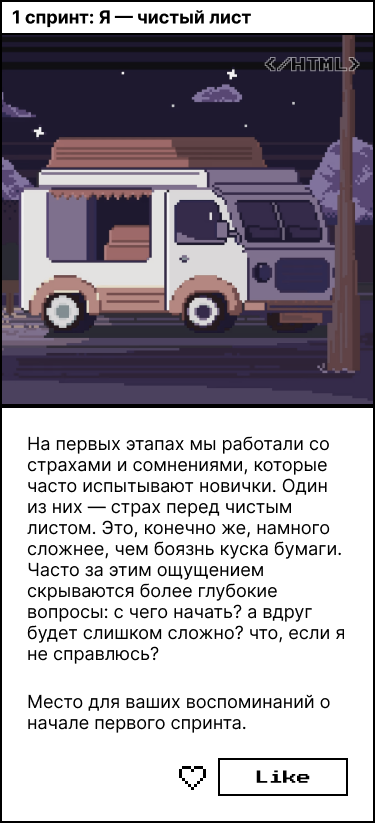 1 спринт: Я — чистый лист
</HTML>
На первых этапах мы работали со
страхами и сомнениями, которые
часто испытывают новички. Один
из них — страх перед чистым
листом. Это, конечно же, намного
сложнее, чем боязнь куска бумаги.
Часто за этим ощущением
скрываются более глубокие
вопросы: с чего начать? а вдруг
будет слишком сложно? что, если я
не справлюсь?
Место для ваших воспоминаний о
начале первого спринта.
Like